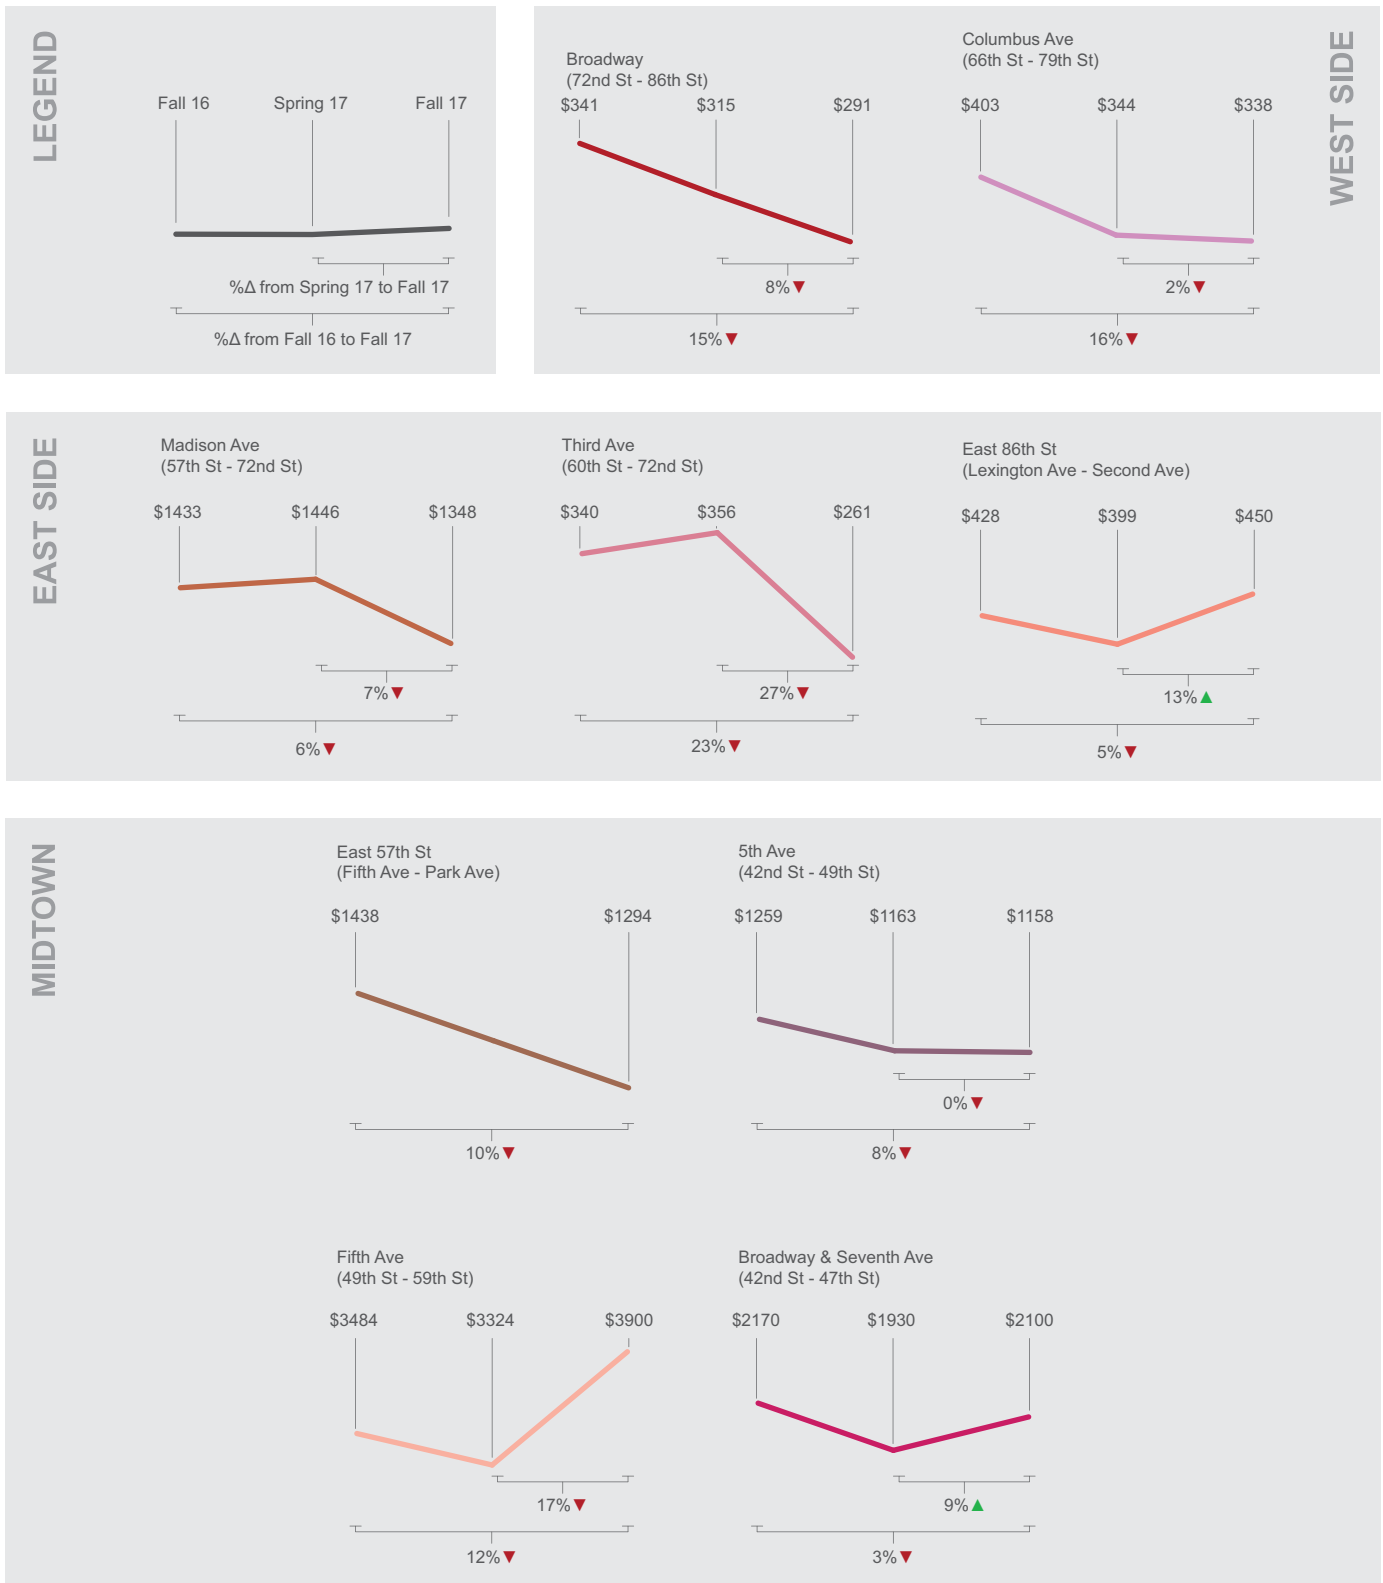 LEGEND
Fall 16 Spring 17 Fall 17
%Δ from Spring 17 to Fall 17
%Δ from Fall 16 to Fall 17
WEST SIDE
Broadway
(72nd St - 86th St)
$341 $315 $291
8%▼
15%▼
Columbus Ave
(66th St - 79th St)
$403 $344 $338
2%▼
16%▼
EAST SIDE
Madison Ave
(57th St - 72nd St)
$1433 $1446 $1348
7%▼
6%▼
Third Ave
(60th St - 72nd St)
$340 $356 $261
27%▼
23%▼
East 86th St
(Lexington Ave - Second Ave)
$428 $399 $450
13%▲
5%▼
MIDTOWN
East 57th St
(Fifth Ave - Park Ave)
$1438 $1294
10%▼
5th Ave
(42nd St - 49th St)
$1259 $1163 $1158
0%▼
8%▼
Fifth Ave
(49th St - 59th St)
$3484 $3324 $3900
17%▼
12%▼
Broadway & Seventh Ave
(42nd St - 47th St)
$2170 $1930 $2100
9%▲
3%▼